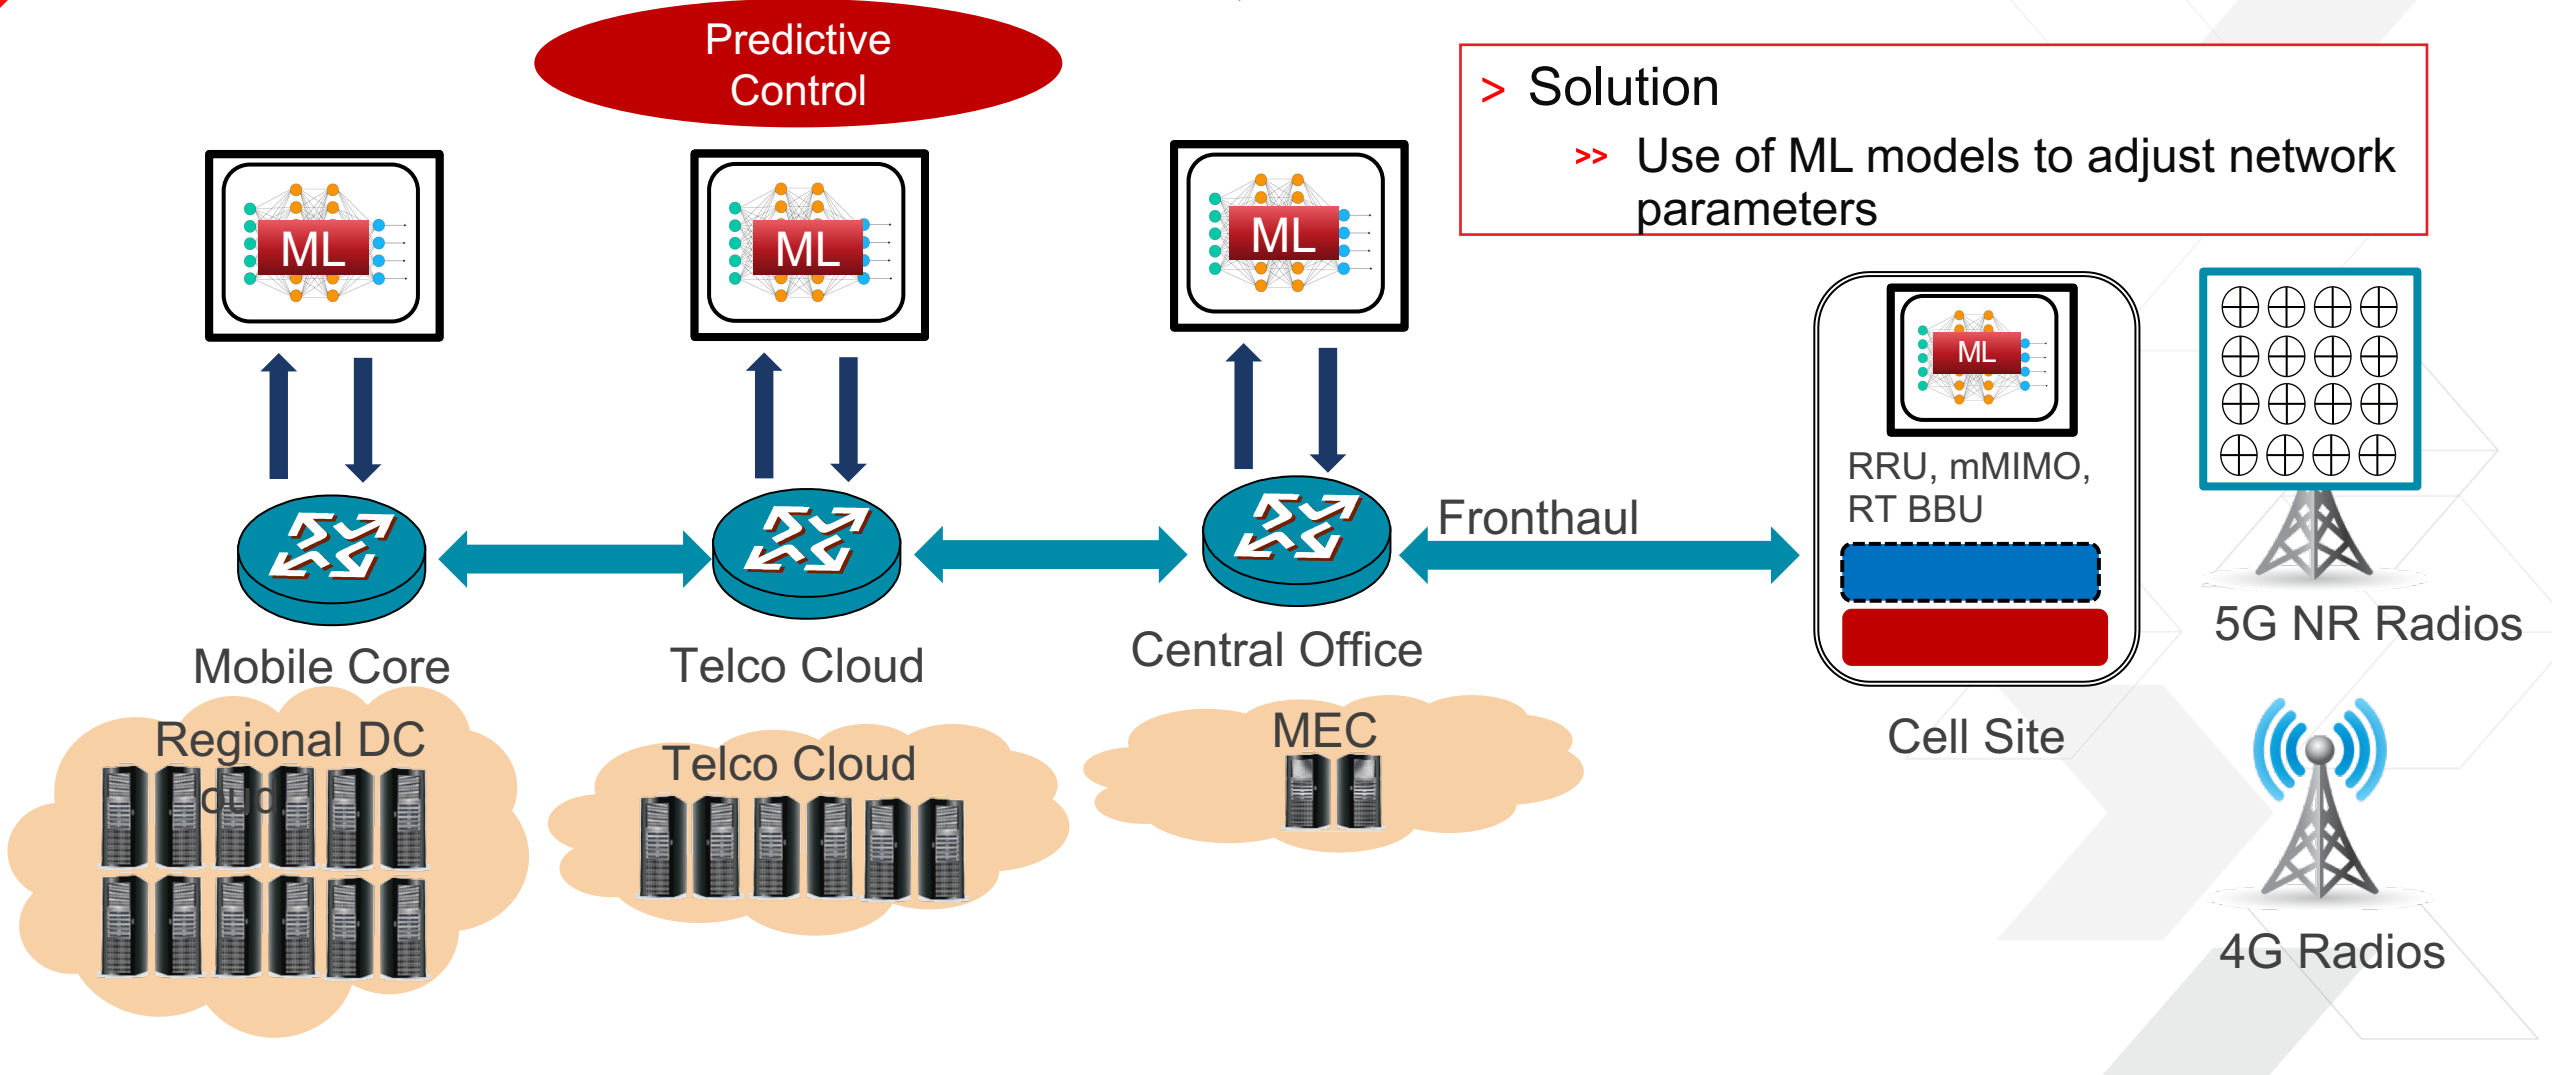 Predictive
Control
> Solution
>> Use of ML models to adjust network
parameters
ML
ML
ML
ML
RRU, mMIMO,
RT BBU
Fronthaul
Mobile Core
Telco Cloud
Central Office
Cell Site
5G NR Radios
4G Radios
Regional DC
Telco Cloud
MEC